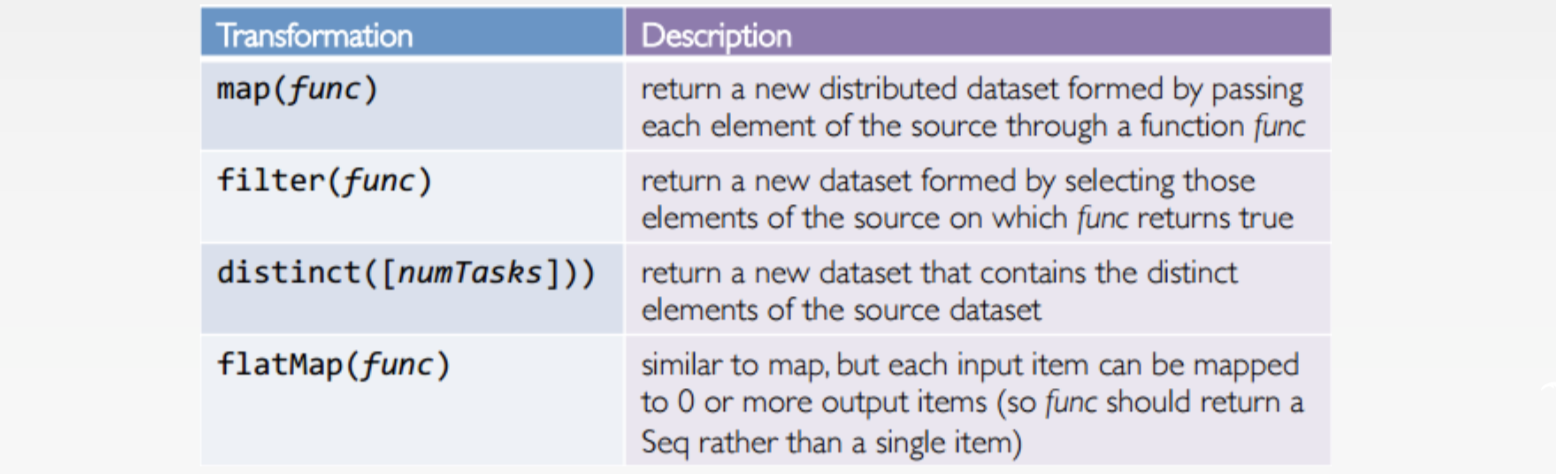 Transformation
Description
map(func)
return a new distributed dataset formed by passing
each element of the source through a function func
filter(func)
return a new dataset formed by selecting those
elements of the source on which func returns true
distinct([numTasks]))
return a new dataset that contains the distinct
elements of the source dataset
flatMap(func)
similar to map, but each input item can be mapped
to 0 or more output items (so func should return a
Seq rather than a single item)